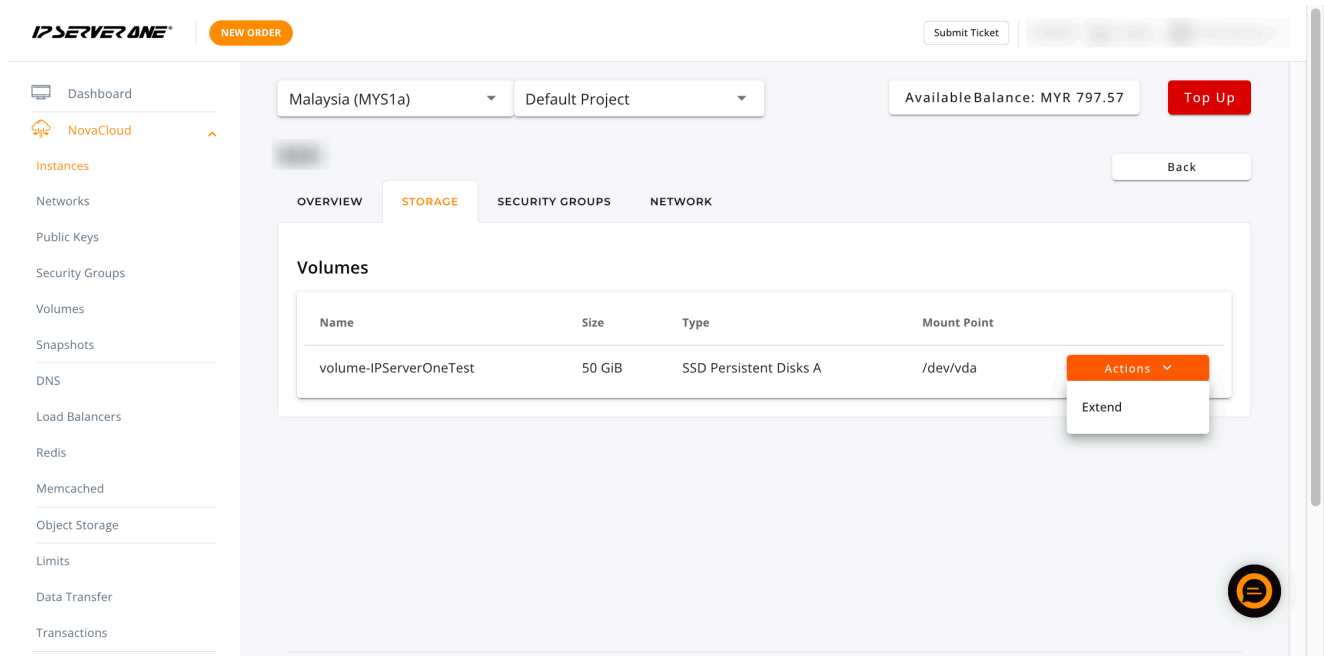 IP SERVER ONE®
NEW ORDER
Submit Ticket
Dashboard
NovaCloud
Instances
Networks
Public Keys
Security Groups
Volumes
Snapshots
DNS
Load Balancers
Redis
Memcached
Object Storage
Limits
Data Transfer
Transactions
Malaysia (MYS1a)
Default Project
Available Balance: MYR 797.57
Top Up
Back
OVERVIEW STORAGE SECURITY GROUPS NETWORK
Volumes
Name Size Type Mount Point
volume-IPServerOneTest 50 GiB SSD Persistent Disks A /dev/vda Actions
Extend